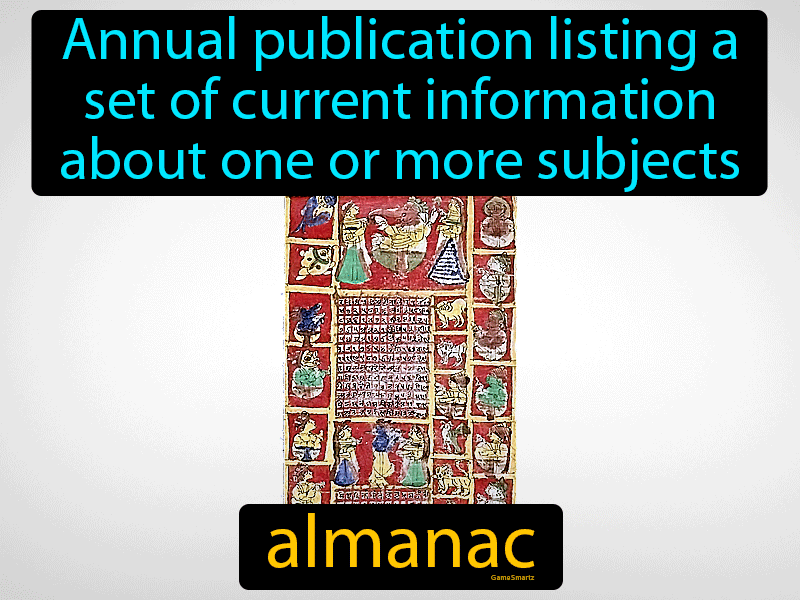 Annual publication listing a
set of current information
about one or more subjects
almanac
GameSmartz